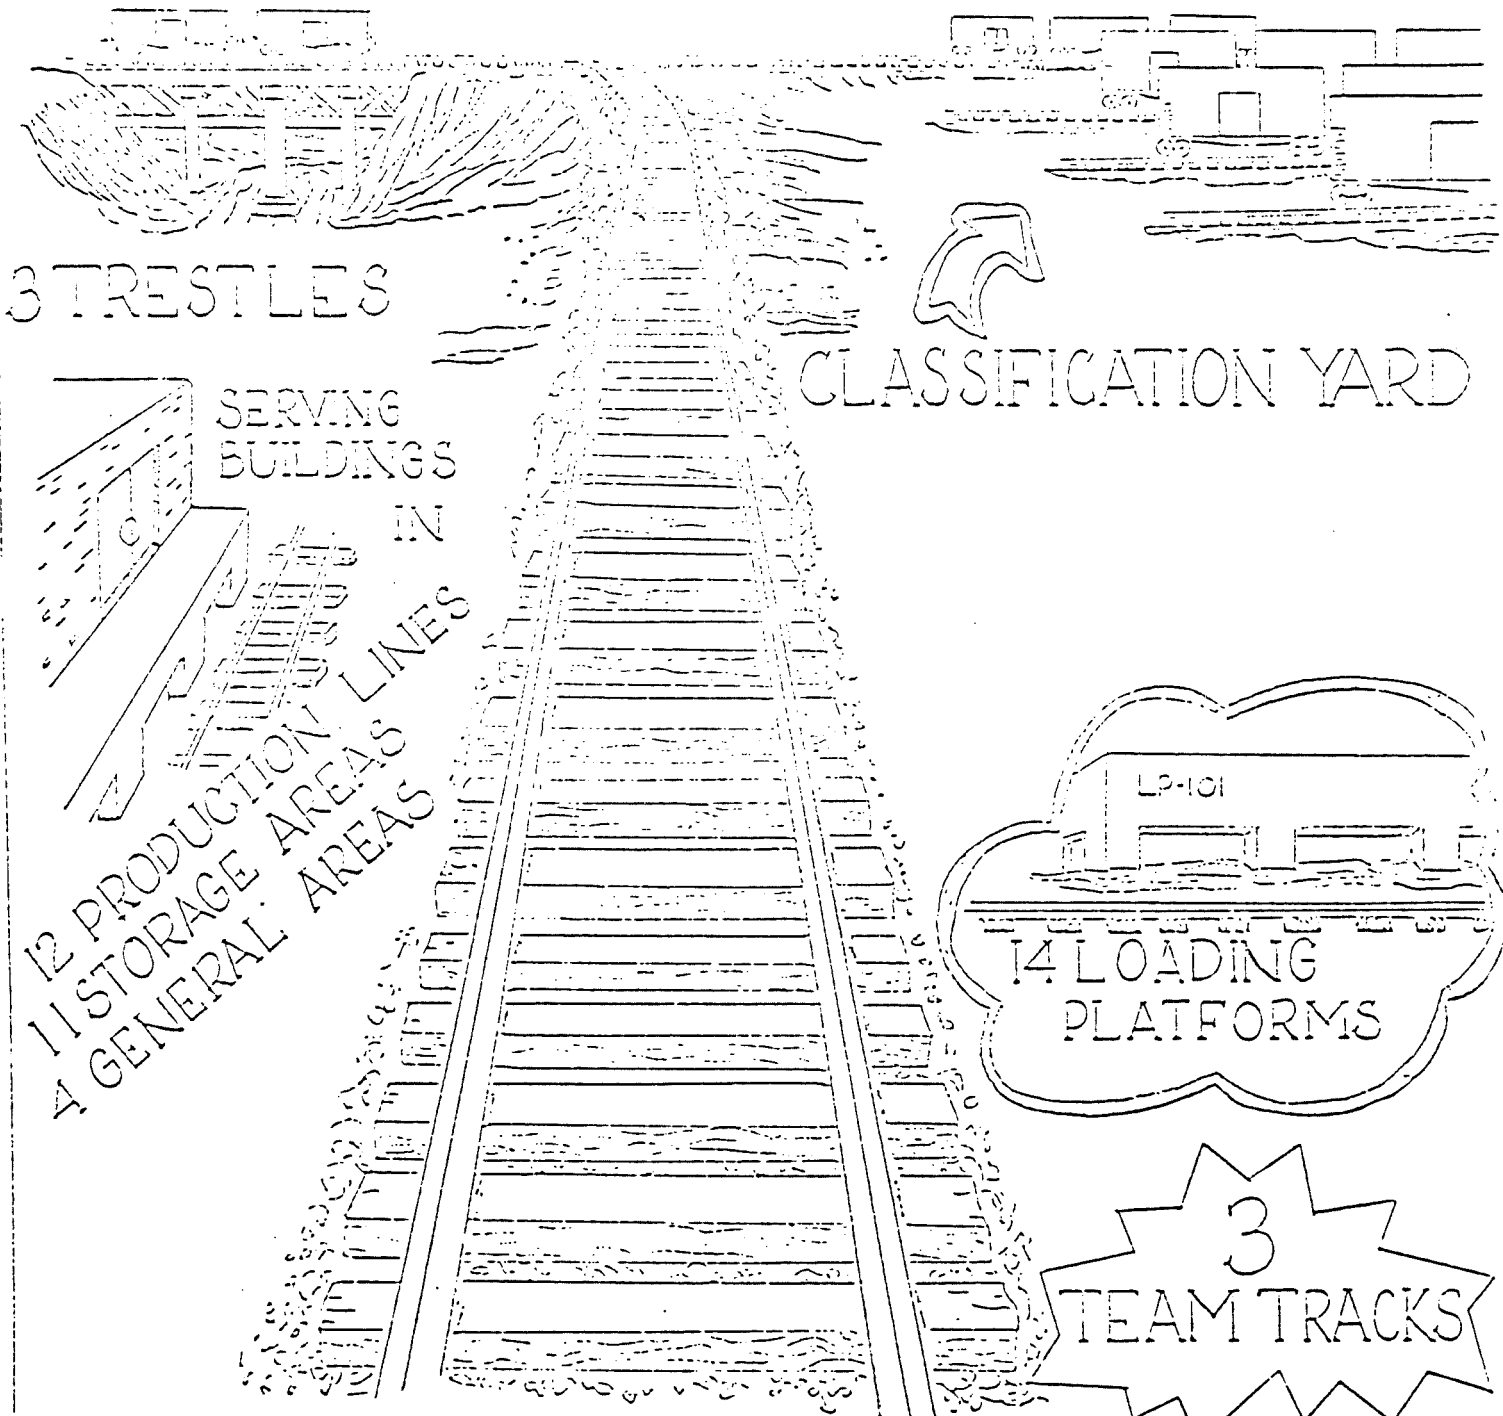 3 TRESTLES
CLASSIFICATION YARD
SERVING
BUILDINGS
IN
12 PRODUCTION LINES
11 STORAGE AREAS
4 GENERAL AREAS
LP-101
14 LOADING
PLATFORMS
3
TEAM TRACKS